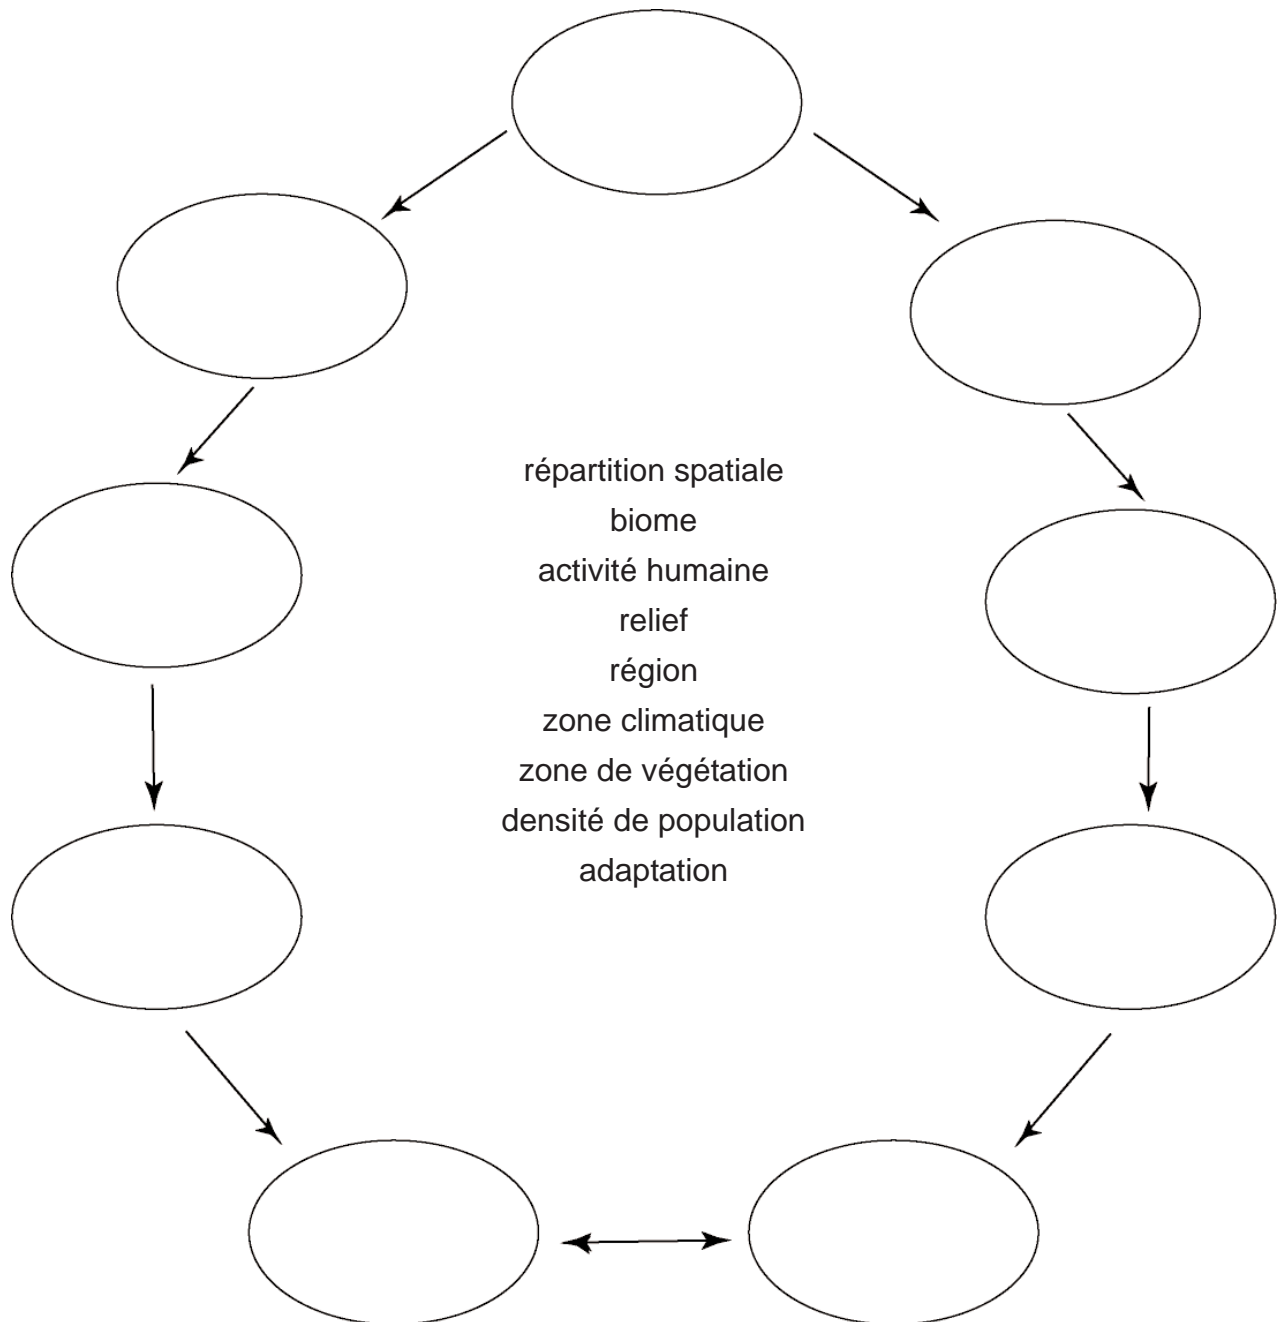 répartition spatiale
biome
activité humaine
relief
région
zone climatique
zone de végétation
densité de population
adaptation